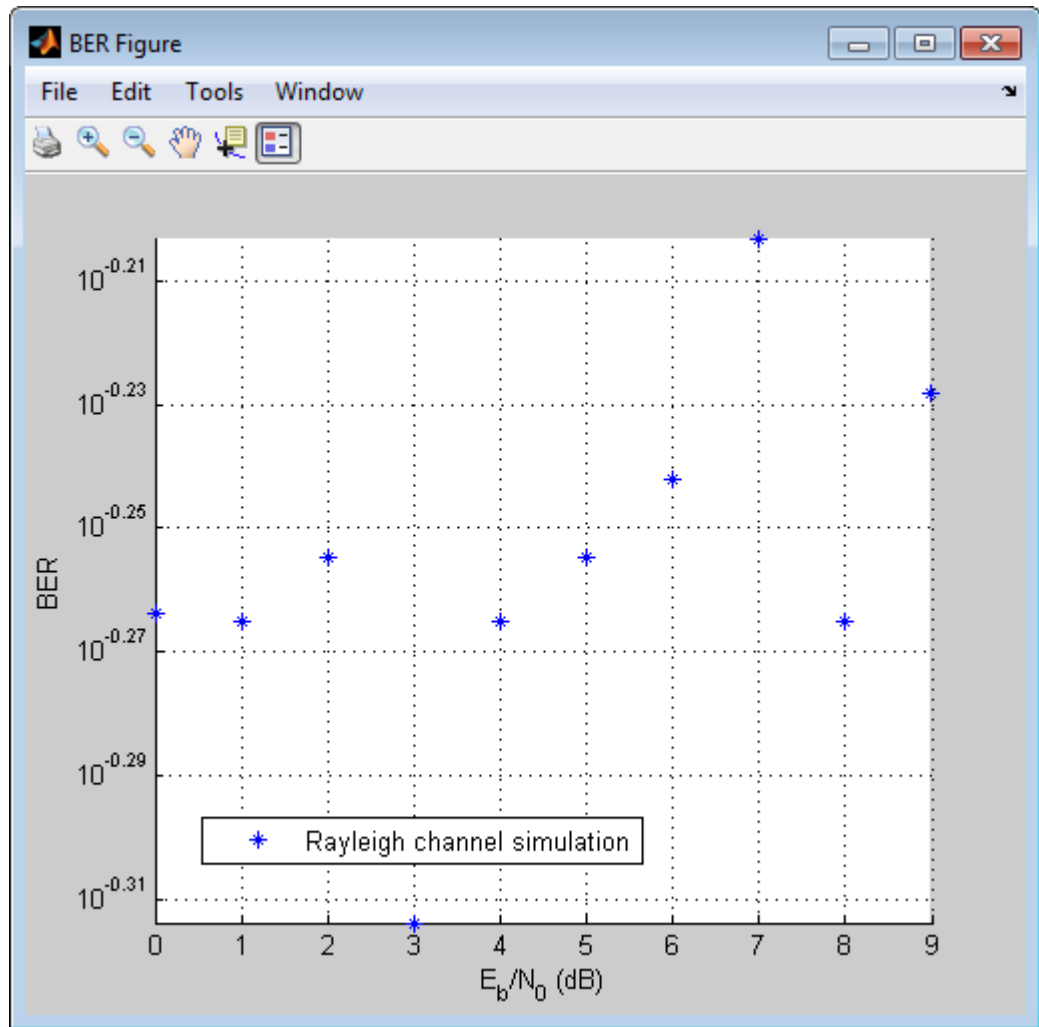 BER Figure
File Edit Tools Window
10^-0.21
10^-0.23
10^-0.25
10^-0.27
10^-0.29
10^-0.31
BER
Rayleigh channel simulation
0 1 2 3 4 5 6 7 8 9
E_b/N_0 (dB)